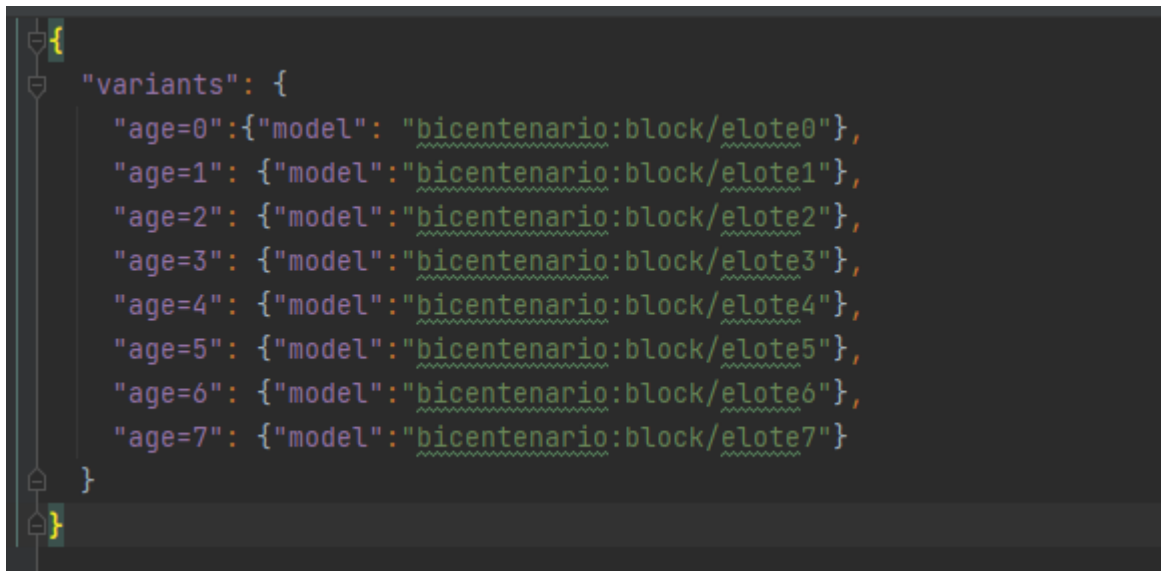 {
"variants": {
"age=0":{"model": "bicentenario:block/elote0"},
"age=1": {"model":"bicentenario:block/elote1"},
"age=2": {"model":"bicentenario:block/elote2"},
"age=3": {"model":"bicentenario:block/elote3"},
"age=4": {"model":"bicentenario:block/elote4"},
"age=5": {"model":"bicentenario:block/elote5"},
"age=6": {"model":"bicentenario:block/elote6"},
"age=7": {"model":"bicentenario:block/elote7"}
}
}